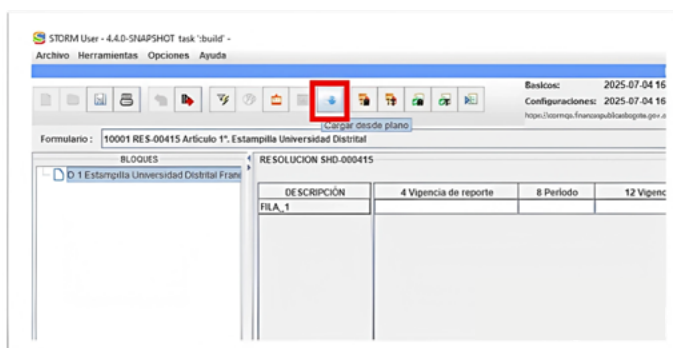 STORM User - 4.4.0-SNAPSHOT task ':build' -
Archivo Herramientas Opciones Ayuda
Basicos: 2025-07-04 16
Configuraciones: 2025-07-04 16
Cargar desde plano
Formulario : 10001 RES-00415 Articulo 1°. Estampilla Universidad Distrital
BLOQUES
RESOLUCION SHD-000415
D 1 Estampilla Universidad Distrital Fran
DESCRIPCIÓN 4 Vigencia de reporte 8 Periodo 12 Vigenc
FILA_1